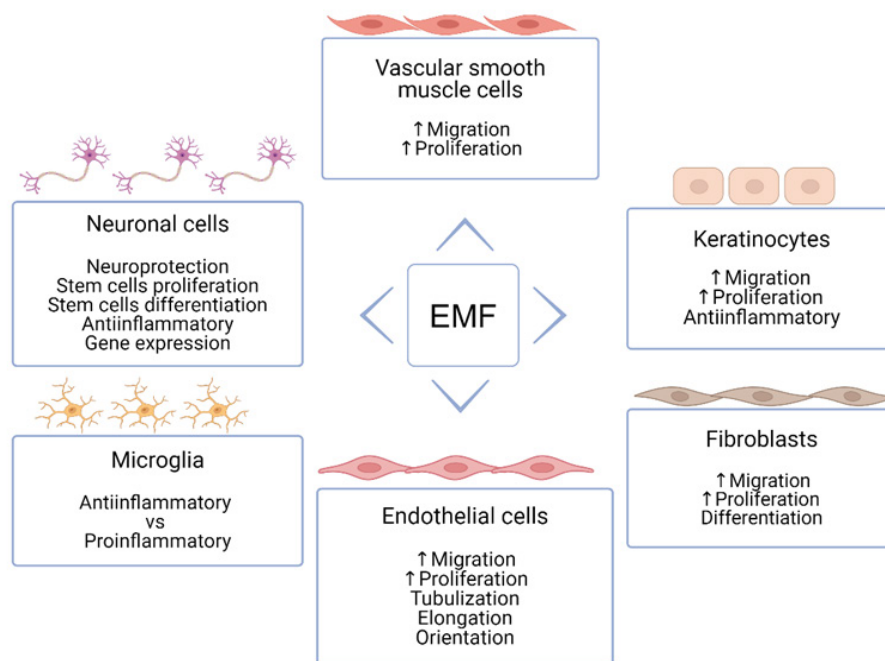 Vascular smooth
muscle cells
↑Migration
↑Proliferation
Neuronal cells
Neuroprotection
Stem cells proliferation
Stem cells differentiation
Antiinflammatory
Gene expression
EMF
Keratinocytes
↑Migration
↑Proliferation
Antiinflammatory
Microglia
Antiinflammatory
vs
Proinflammatory
Endothelial cells
↑Migration
↑Proliferation
Tubulization
Elongation
Orientation
Fibroblasts
↑Migration
↑Proliferation
Differentiation